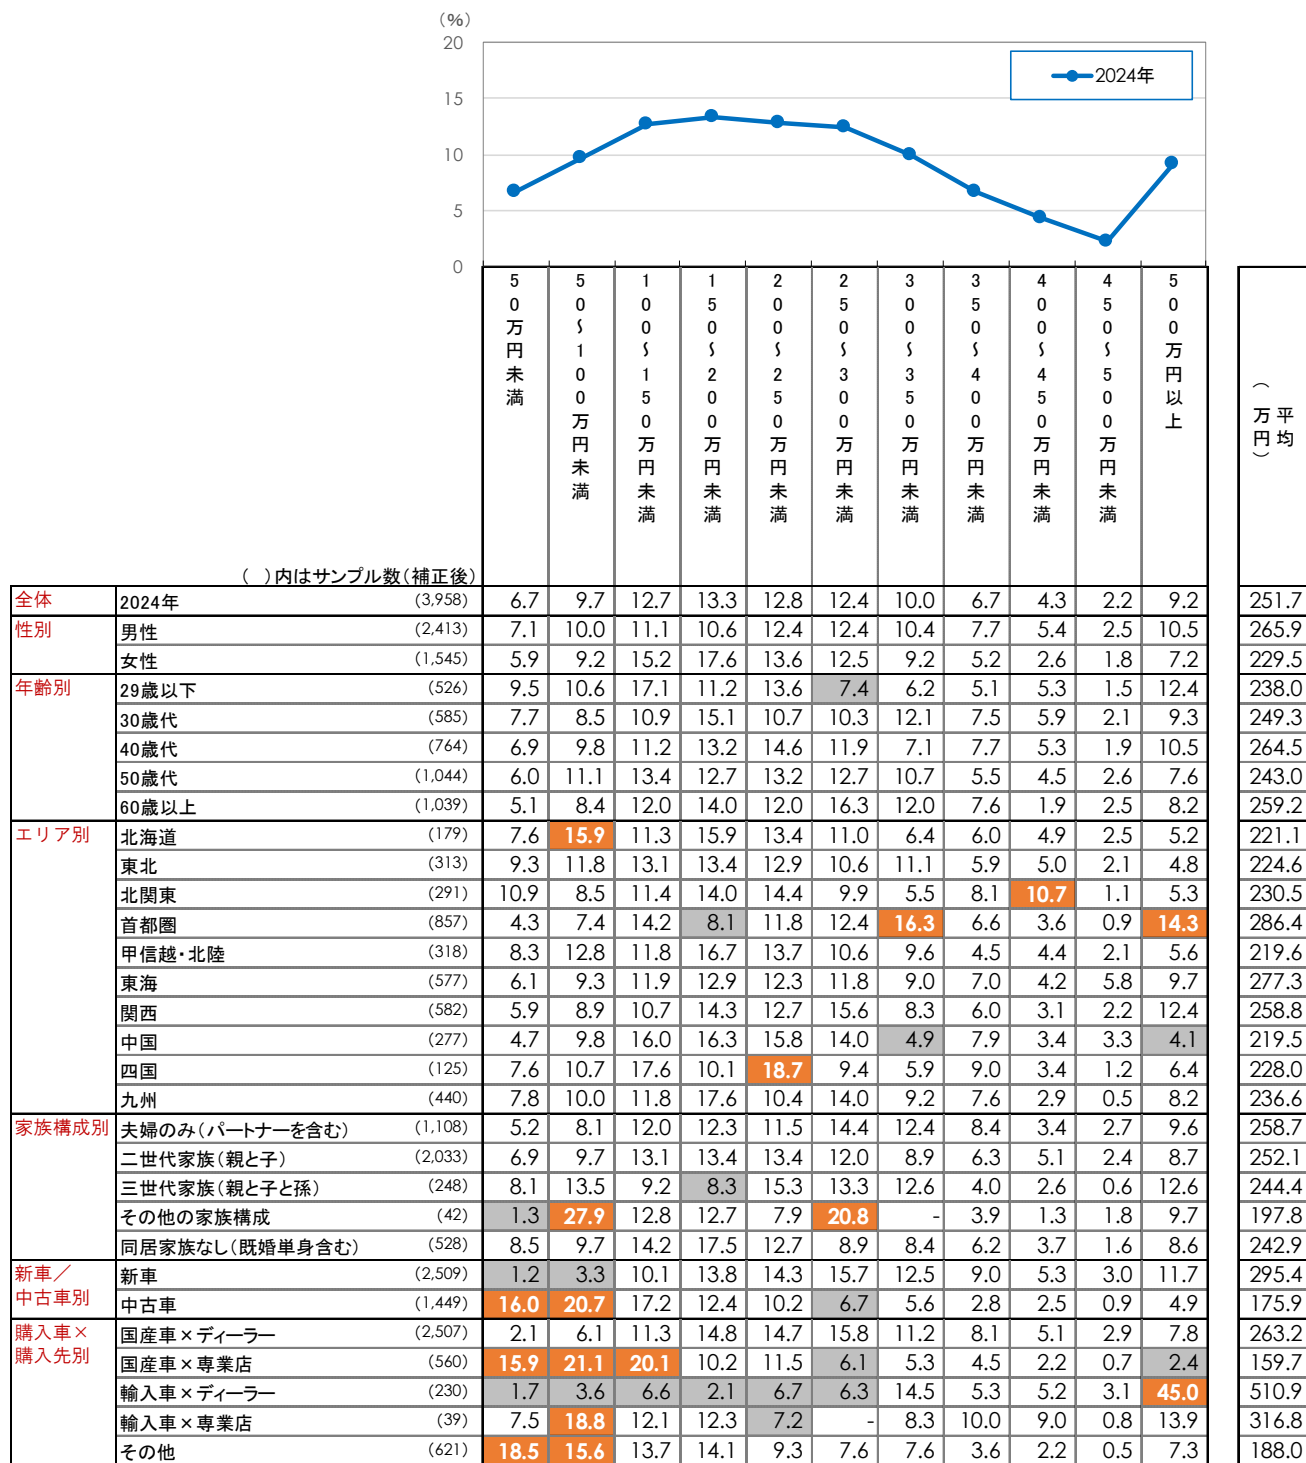 (%)
20
15
10
5
0
2024年
50万円未満
50～100万円未満
100～150万円未満
150～200万円未満
200～250万円未満
250～300万円未満
300～350万円未満
350～400万円未満
400～450万円未満
450～500万円未満
500万円以上
平均（万円）
( )内はサンプル数(補正後)
全体 2024年 (3,958) 6.7 9.7 12.7 13.3 12.8 12.4 10.0 6.7 4.3 2.2 9.2 251.7
性別 男性 (2,413) 7.1 10.0 11.1 10.6 12.4 12.4 10.4 7.7 5.4 2.5 10.5 265.9
女性 (1,545) 5.9 9.2 15.2 17.6 13.6 12.5 9.2 5.2 2.6 1.8 7.2 229.5
年齢別 29歳以下 (526) 9.5 10.6 17.1 11.2 13.6 7.4 6.2 5.1 5.3 1.5 12.4 238.0
30歳代 (585) 7.7 8.5 10.9 15.1 10.7 10.3 12.1 7.5 5.9 2.1 9.3 249.3
40歳代 (764) 6.9 9.8 11.2 13.2 14.6 11.9 7.1 7.7 5.3 1.9 10.5 264.5
50歳代 (1,044) 6.0 11.1 13.4 12.7 13.2 12.7 10.7 5.5 4.5 2.6 7.6 243.0
60歳以上 (1,039) 5.1 8.4 12.0 14.0 12.0 16.3 12.0 7.6 1.9 2.5 8.2 259.2
エリア別 北海道 (179) 7.6 15.9 11.3 15.9 13.4 11.0 6.4 6.0 4.9 2.5 5.2 221.1
東北 (313) 9.3 11.8 13.1 13.4 12.9 10.6 11.1 5.9 5.0 2.1 4.8 224.6
北関東 (291) 10.9 8.5 11.4 14.0 14.4 9.9 5.5 8.1 10.7 1.1 5.3 230.5
首都圏 (857) 4.3 7.4 14.2 8.1 11.8 12.4 16.3 6.6 3.6 0.9 14.3 286.4
甲信越・北陸 (318) 8.3 12.8 11.8 16.7 13.7 10.6 9.6 4.5 4.4 2.1 5.6 219.6
東海 (577) 6.1 9.3 11.9 12.9 12.3 11.8 9.0 7.0 4.2 5.8 9.7 277.3
関西 (582) 5.9 8.9 10.7 14.3 12.7 15.6 8.3 6.0 3.1 2.2 12.4 258.8
中国 (277) 4.7 9.8 16.0 16.3 15.8 14.0 4.9 7.9 3.4 3.3 4.1 219.5
四国 (125) 7.6 10.7 17.6 10.1 18.7 9.4 5.9 9.0 3.4 1.2 6.4 228.0
九州 (440) 7.8 10.0 11.8 17.6 10.4 14.0 9.2 7.6 2.9 0.5 8.2 236.6
家族構成別 夫婦のみ(パートナーを含む) (1,108) 5.2 8.1 12.0 12.3 11.5 14.4 12.4 8.4 3.4 2.7 9.6 258.7
二世代家族(親と子) (2,033) 6.9 9.7 13.1 13.4 13.4 12.0 8.9 6.3 5.1 2.4 8.7 252.1
三世代家族(親と子と孫) (248) 8.1 13.5 9.2 8.3 15.3 13.3 12.6 4.0 2.6 0.6 12.6 244.4
その他の家族構成 (42) 1.3 27.9 12.8 12.7 7.9 20.8 - 3.9 1.3 1.8 9.7 197.8
同居家族なし(既婚単身含む) (528) 8.5 9.7 14.2 17.5 12.7 8.9 8.4 6.2 3.7 1.6 8.6 242.9
新車／ 新車 (2,509) 1.2 3.3 10.1 13.8 14.3 15.7 12.5 9.0 5.3 3.0 11.7 295.4
中古車別 中古車 (1,449) 16.0 20.7 17.2 12.4 10.2 6.7 5.6 2.8 2.5 0.9 4.9 175.9
購入車× 国産車×ディーラー (2,507) 2.1 6.1 11.3 14.8 14.7 15.8 11.2 8.1 5.1 2.9 7.8 263.2
購入先別 国産車×専業店 (560) 15.9 21.1 20.1 10.2 11.5 6.1 5.3 4.5 2.2 0.7 2.4 159.7
輸入車×ディーラー (230) 1.7 3.6 6.6 2.1 6.7 6.3 14.5 5.3 5.2 3.1 45.0 510.9
輸入車×専業店 (39) 7.5 18.8 12.1 12.3 7.2 - 8.3 10.0 9.0 0.8 13.9 316.8
その他 (621) 18.5 15.6 13.7 14.1 9.3 7.6 7.6 3.6 2.2 0.5 7.3 188.0